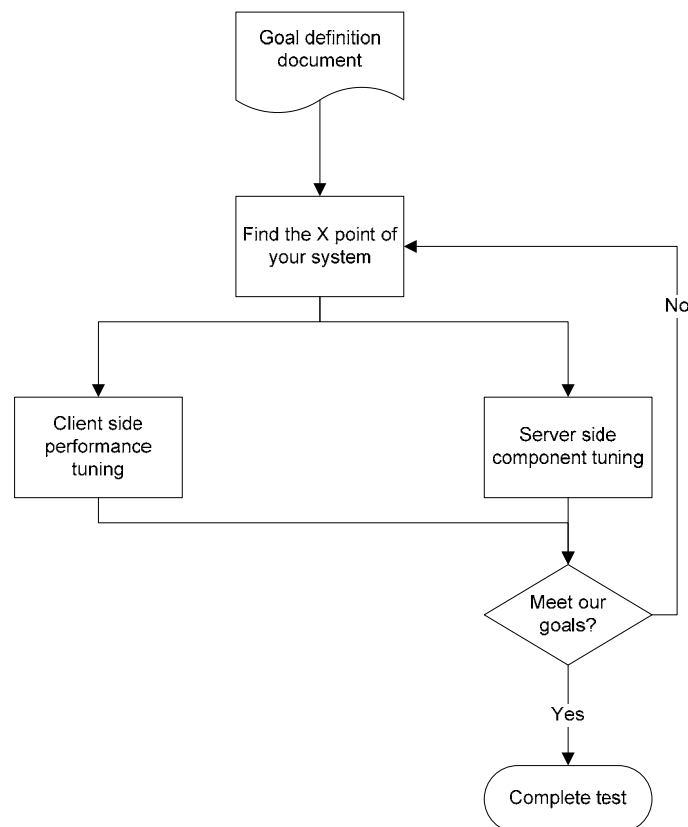 Goal definition
document
Find the X point of
your system
No
Client side
performance
tuning
Server side
component tuning
Meet our
goals?
Yes
Complete test